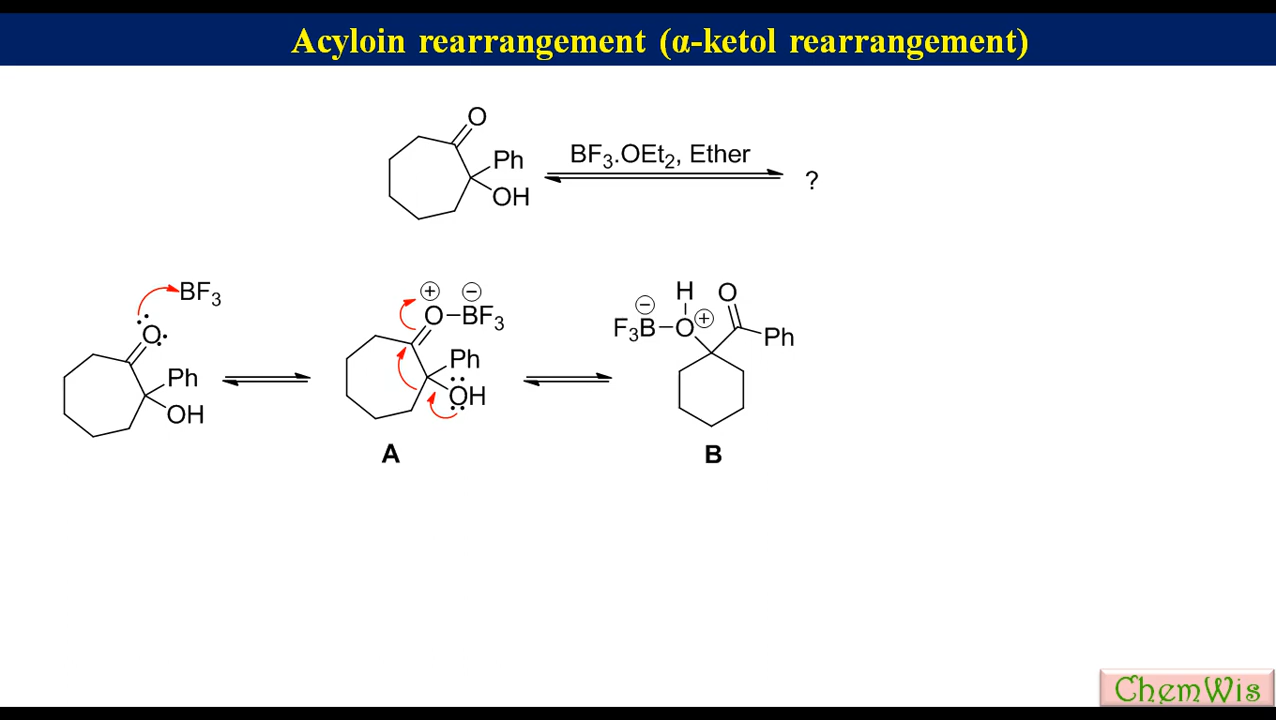 Acyloin rearrangement (α-ketol rearrangement)
O
Ph
OH
BF3.OEt2, Ether
?
BF3
O
Ph
OH
+ −
O–BF3
Ph
OH
A
H O
− +
F3B–O
Ph
B
ChemWis